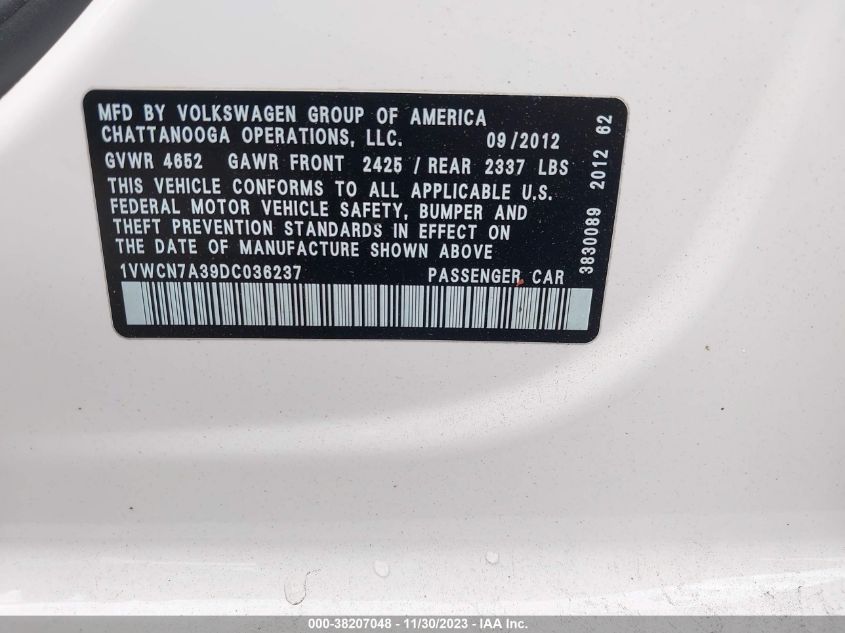 MFD BY VOLKSWAGEN GROUP OF AMERICA
CHATTANOOGA OPERATIONS, LLC. 09/2012
GVWR 4652 GAWR FRONT 2425 / REAR 2337 LBS
THIS VEHICLE CONFORMS TO ALL APPLICABLE U.S.
FEDERAL MOTOR VEHICLE SAFETY, BUMPER AND
THEFT PREVENTION STANDARDS IN EFFECT ON
THE DATE OF MANUFACTURE SHOWN ABOVE
1VWCN7A39DC036237 PASSENGER CAR
3830089 2012 62
000-38207048 - 11/30/2023 - IAA Inc.